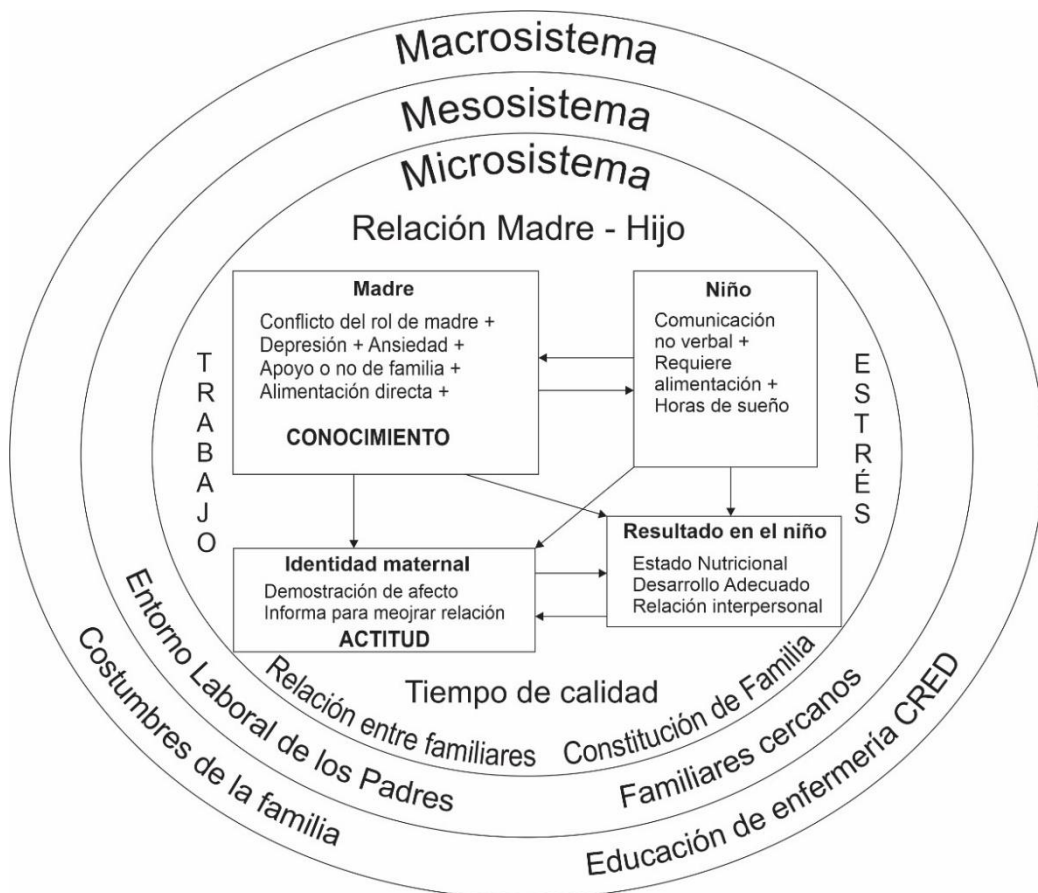 Macrosistema
Mesosistema
Microsistema
Relación Madre - Hijo
Madre
Conflicto del rol de madre +
Depresión + Ansiedad +
Apoyo o no de familia +
Alimentación directa +
CONOCIMIENTO
Niño
Comunicación
no verbal +
Requiere
alimentación +
Horas de sueño
TRABAJO
ESTRÉS
Identidad maternal
Demostración de afecto
Informa para meojrar relación
ACTITUD
Resultado en el niño
Estado Nutricional
Desarrollo Adecuado
Relación interpersonal
Tiempo de calidad
Relación entre familiares
Constitución de Familia
Entorno Laboral de los Padres
Familiares cercanos
Costumbres de la familia
Educación de enfermería CRED